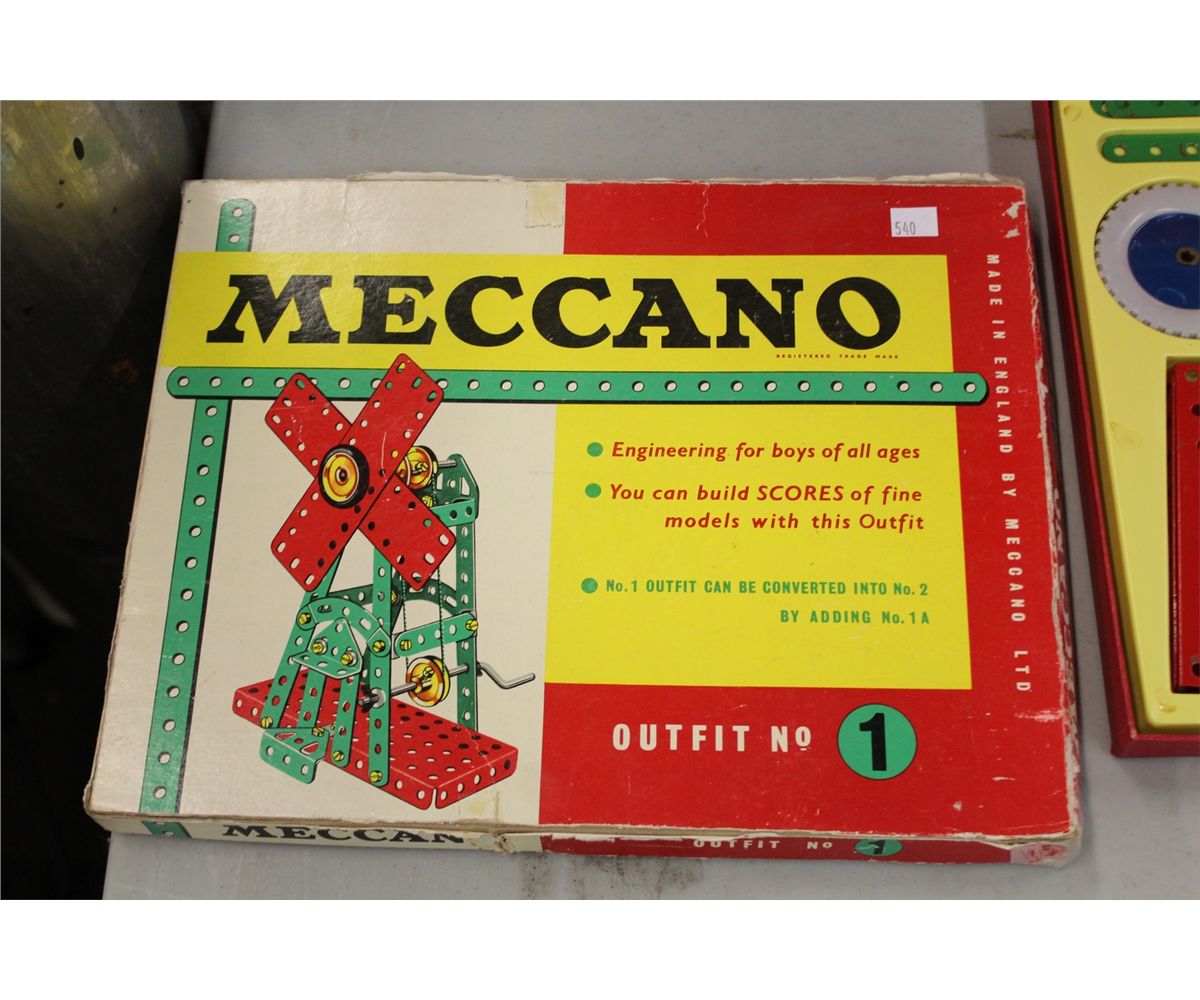 540
MECCANO
REGISTERED TRADE MARK
MADE IN ENGLAND BY MECCANO LTD
Engineering for boys of all ages
You can build SCORES of fine
models with this Outfit
No. 1 OUTFIT CAN BE CONVERTED INTO No. 2
BY ADDING No. 1A
OUTFIT No 1
MECCAN
OUTFIT No